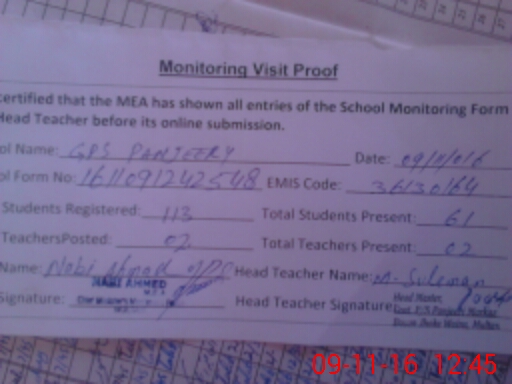 Monitoring Visit Proof
certified that the MEA has shown all entries of the School Monitoring Form
Head Teacher before its online submission.
ol Name: GPS PANJEERY Date: 09/11/016
ol Form No: 1611091242548 EMIS Code: 36130164
Students Registered: 113 Total Students Present: 61
TeachersPosted: 02 Total Teachers Present: 02
Name: Nabi Ahmad Head Teacher Name: M. Suleman
NABI AHMED
Signature: Head Teacher Signature
Head Master,
09-11-16 12:45